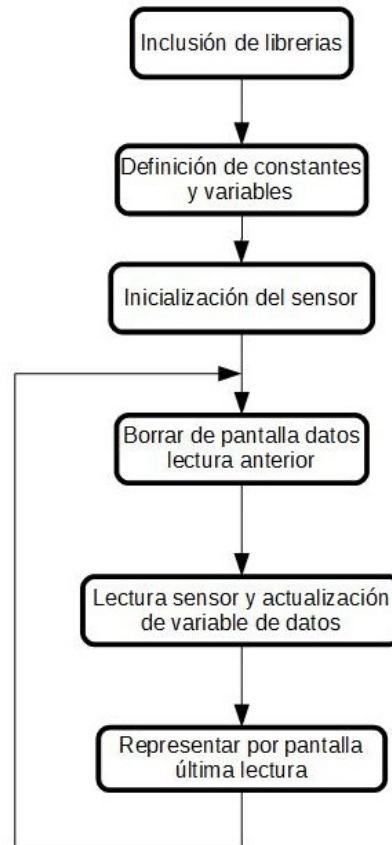 Inclusión de librerias
Definición de constantes
y variables
Inicialización del sensor
Borrar de pantalla datos
lectura anterior
Lectura sensor y actualización
de variable de datos
Representar por pantalla
última lectura